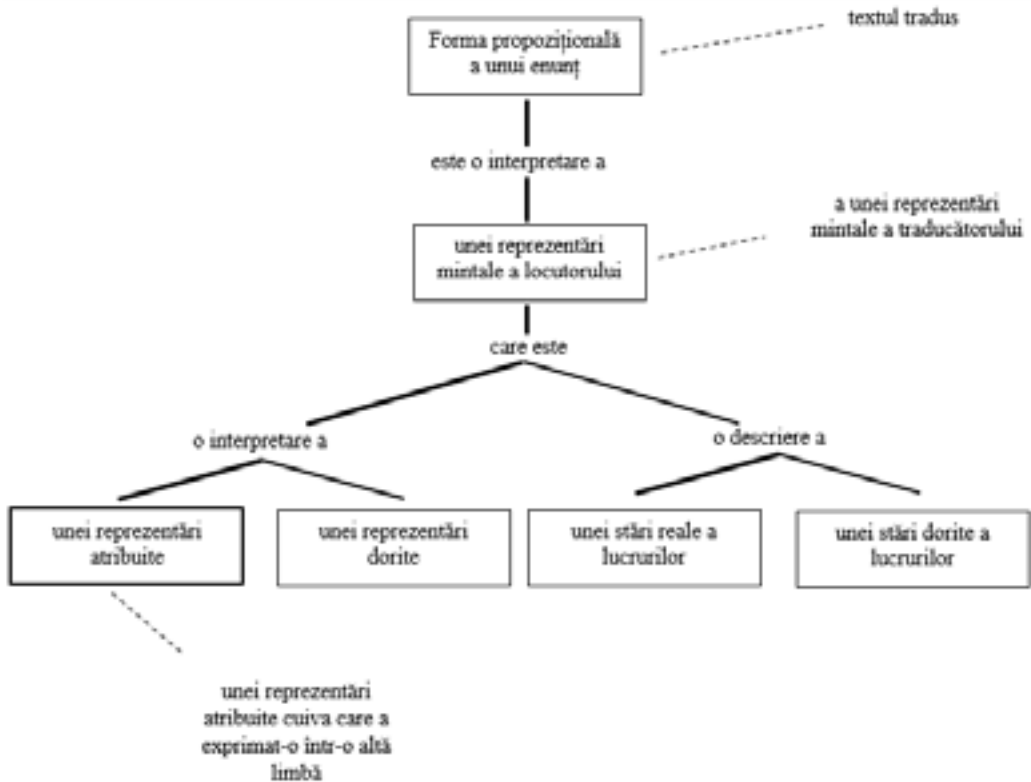 textul tradus
Forma propozițională
a unui enunț
este o interpretare a
a unei reprezentări
mintale a traducătorului
unei reprezentări
mintale a locutorului
care este
o interpretare a
o descriere a
unei reprezentări
atribuite
unei reprezentări
dorite
unei stări reale a
lucrurilor
unei stări dorite a
lucrurilor
unei reprezentări
atribuite cuiva care a
exprimat-o într-o altă
limbă